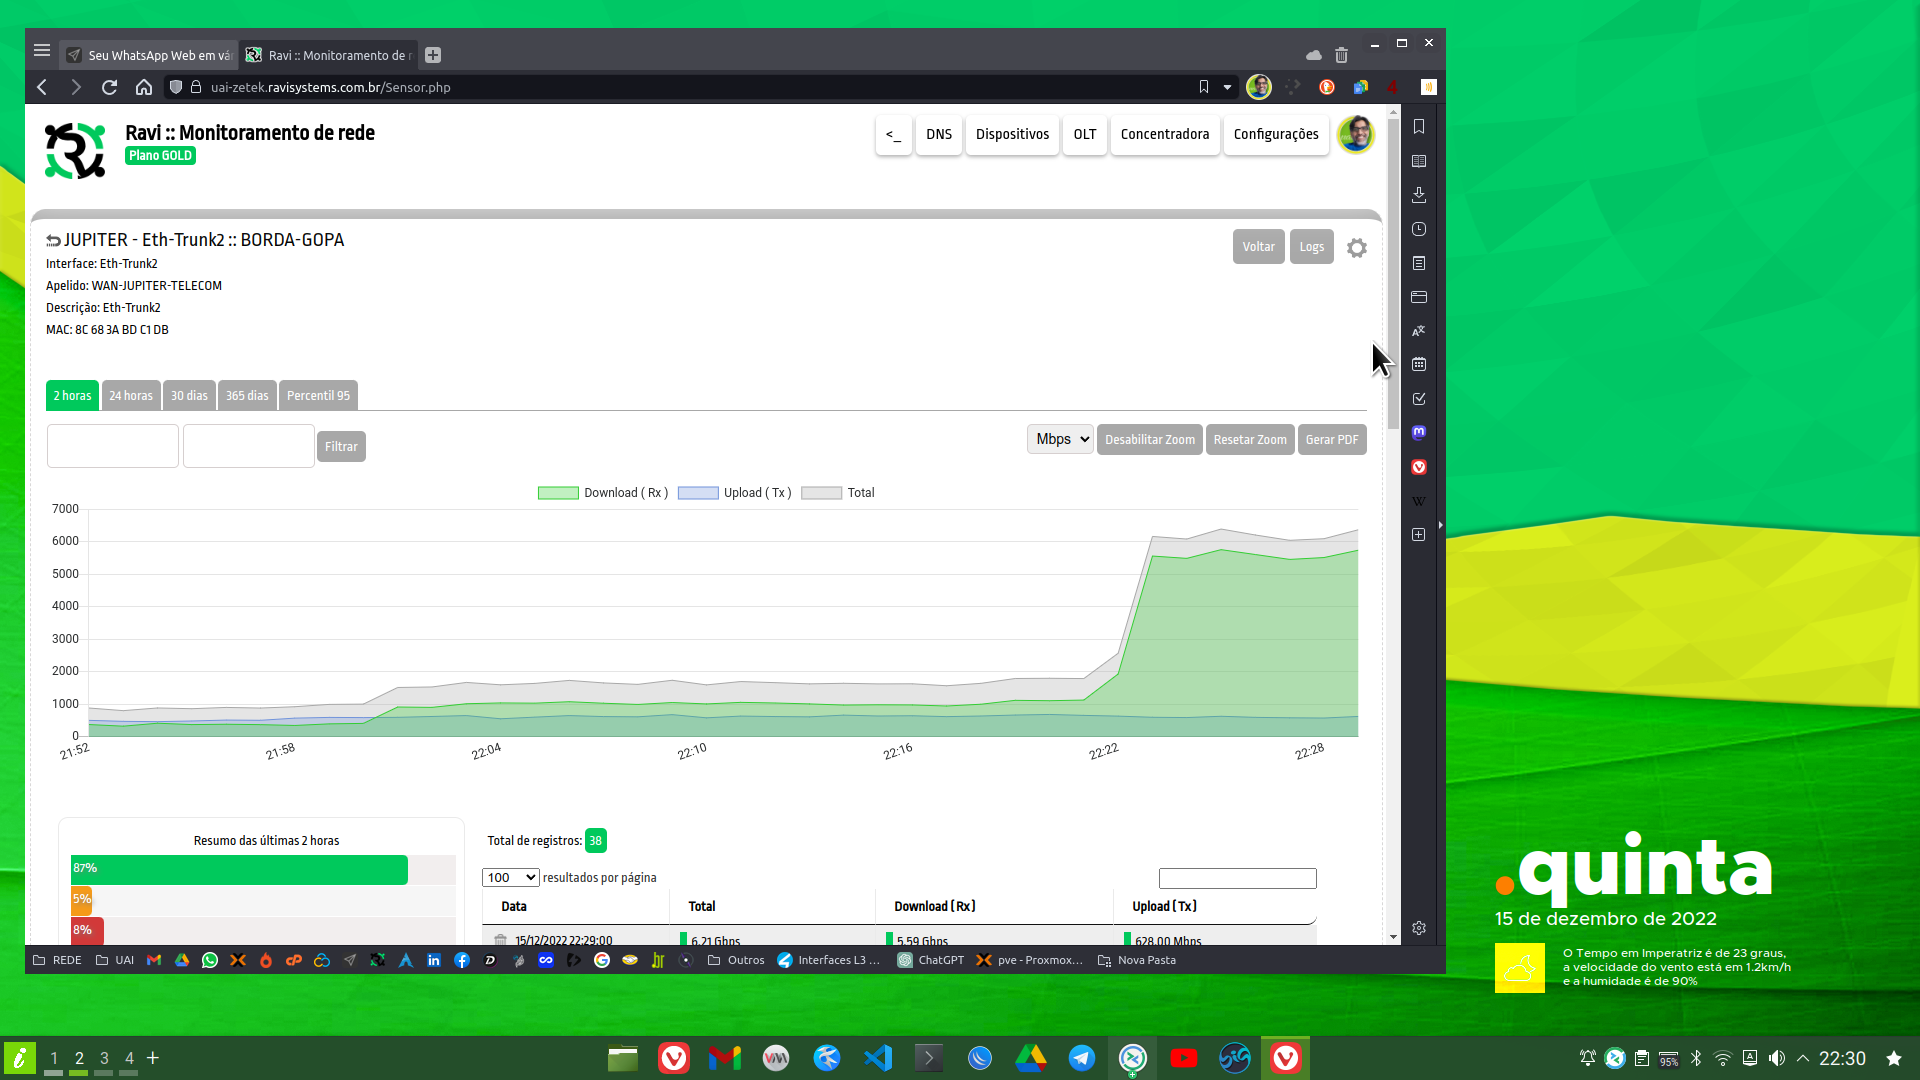 Seu WhatsApp Web em vá
Ravi :: Monitoramento de r
uai-zetek.ravisystems.com.br/Sensor.php
Ravi :: Monitoramento de rede
Plano GOLD
<_
DNS
Dispositivos
OLT
Concentradora
Configurações
JUPITER - Eth-Trunk2 :: BORDA-GOPA
Interface: Eth-Trunk2
Apelido: WAN-JUPITER-TELECOM
Descrição: Eth-Trunk2
MAC: 8C 68 3A BD C1 DB
Voltar
Logs
2 horas
24 horas
30 dias
365 dias
Percentil 95
Filtrar
Mbps
Desabilitar Zoom
Resetar Zoom
Gerar PDF
Download ( Rx )
Upload ( Tx )
Total
7000
6000
5000
4000
3000
2000
1000
0
21:52
21:58
22:04
22:10
22:16
22:22
22:28
Resumo das últimas 2 horas
87%
5%
8%
Total de registros: 38
100 resultados por página
Data
Total
Download ( Rx )
Upload ( Tx )
15/12/2022 22:29:00
6.21 Gbps
5.59 Gbps
628.00 Mbps
REDE
UAI
Outros
Interfaces L3 ...
ChatGPT
pve - Proxmox...
Nova Pasta
.quinta
15 de dezembro de 2022
O Tempo em Imperatriz é de 23 graus,
a velocidade do vento está em 1.2km/h
e a humidade é de 90%
1
2
3
4
+
95%
22:30